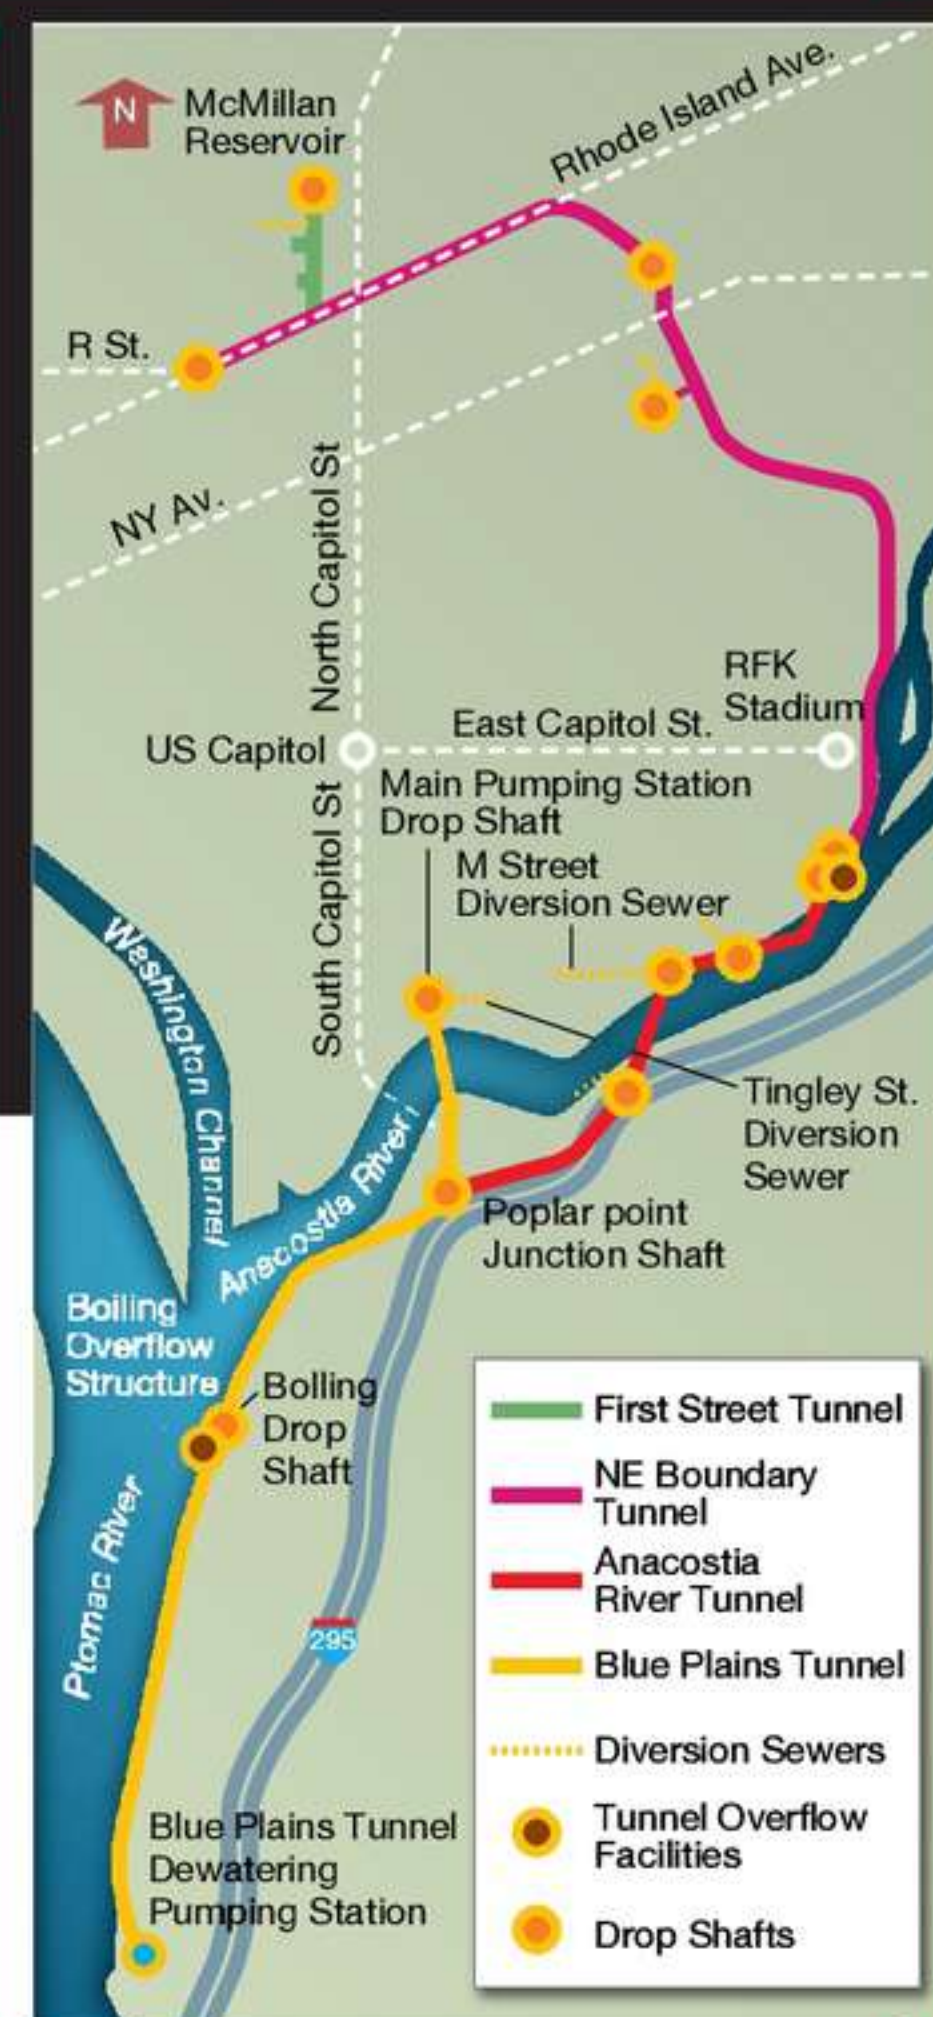 N
McMillan
Reservoir
Rhode Island Ave.
R St.
NY Av.
North Capitol St
RFK
Stadium
East Capitol St.
US Capitol
Main Pumping Station
Drop Shaft
South Capitol St
M Street
Diversion Sewer
Washington Channel
Tingley St.
Diversion
Sewer
Anacostia River
Poplar point
Junction Shaft
Boiling
Overflow
Structure
Bolling
Drop
Shaft
Ptomac River
295
Blue Plains Tunnel
Dewatering
Pumping Station
First Street Tunnel
NE Boundary
Tunnel
Anacostia
River Tunnel
Blue Plains Tunnel
Diversion Sewers
Tunnel Overflow
Facilities
Drop Shafts